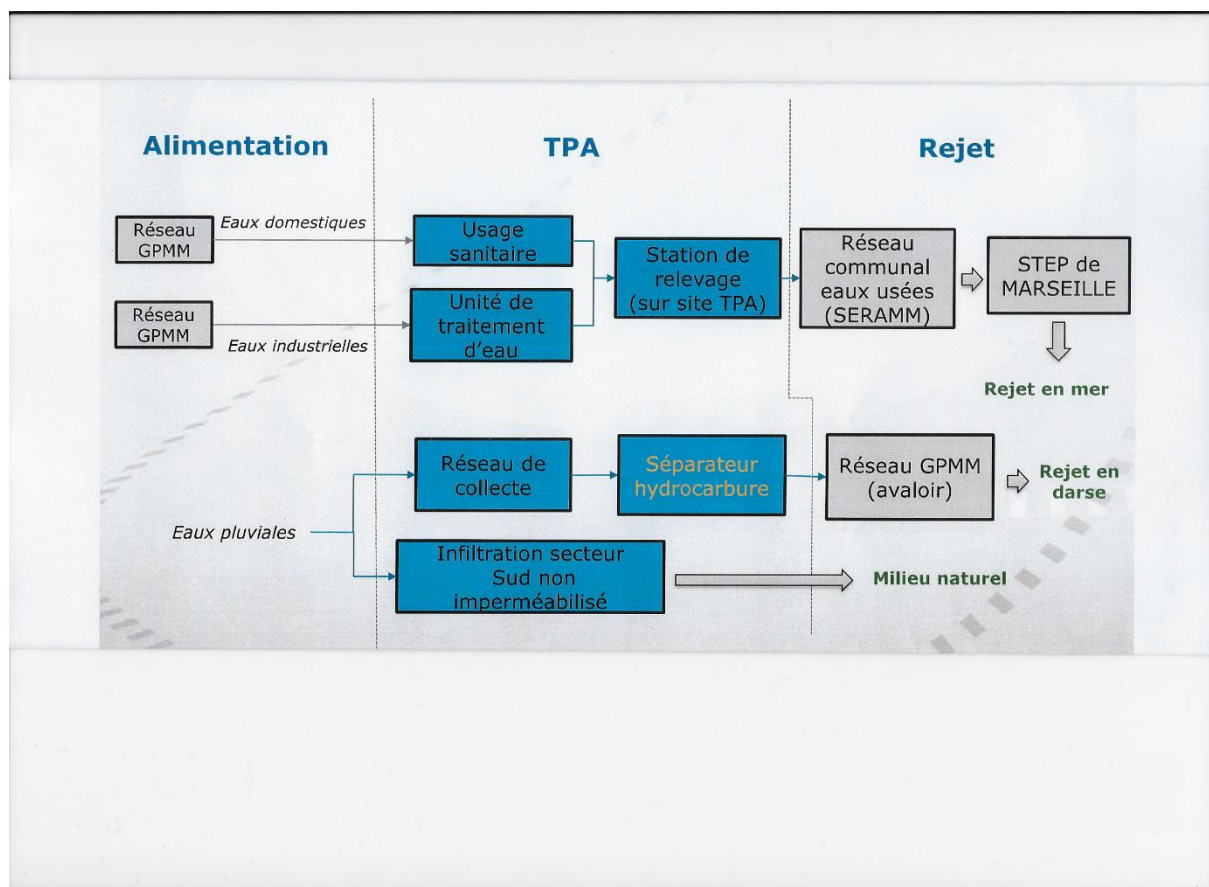 Alimentation
TPA
Rejet
Réseau
GPMM
Eaux domestiques
Usage
sanitaire
Station de
relevage
(sur site TPA)
Réseau
communal
eaux usées
(SERAMM)
STEP de
MARSEILLE
Réseau
GPMM
Eaux industrielles
Unité de
traitement
d'eau
Rejet en mer
Eaux pluviales
Réseau de
collecte
Séparateur
hydrocarbure
Réseau GPMM
(avaloir)
Rejet en
darse
Infiltration secteur
Sud non
imperméabilisé
Milieu naturel